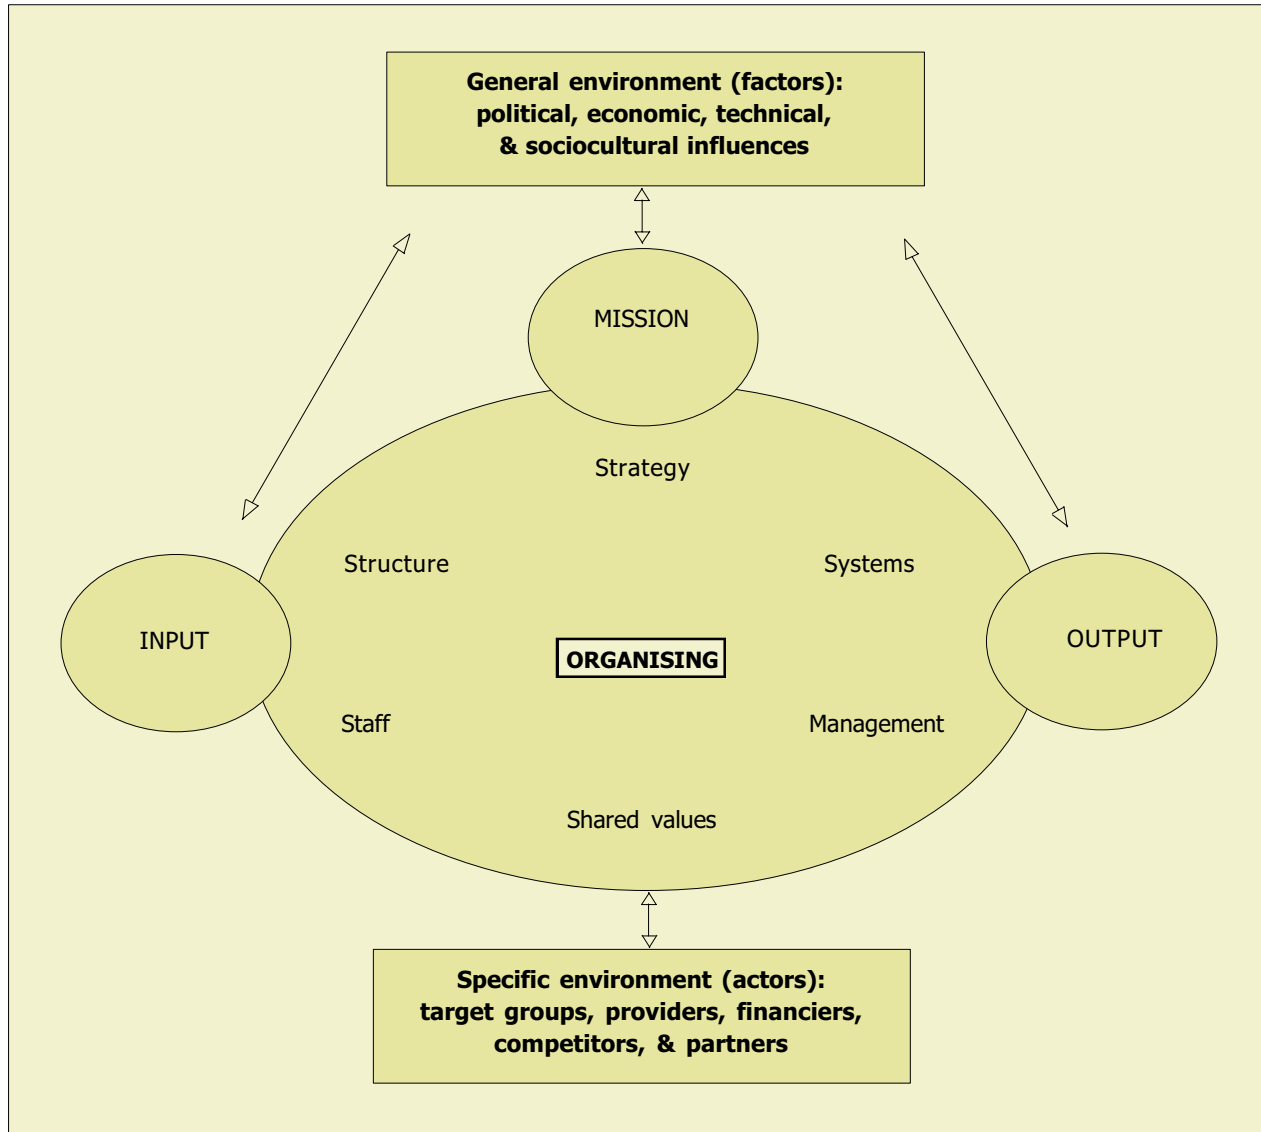 General environment (factors):
political, economic, technical,
& sociocultural influences
MISSION
Strategy
Structure
Systems
INPUT
ORGANISING
OUTPUT
Staff
Management
Shared values
Specific environment (actors):
target groups, providers, financiers,
competitors, & partners